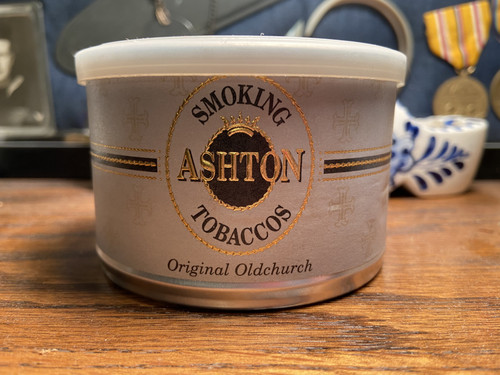 SMOKING
ASHTON
TOBACCOS
Original Oldchurch